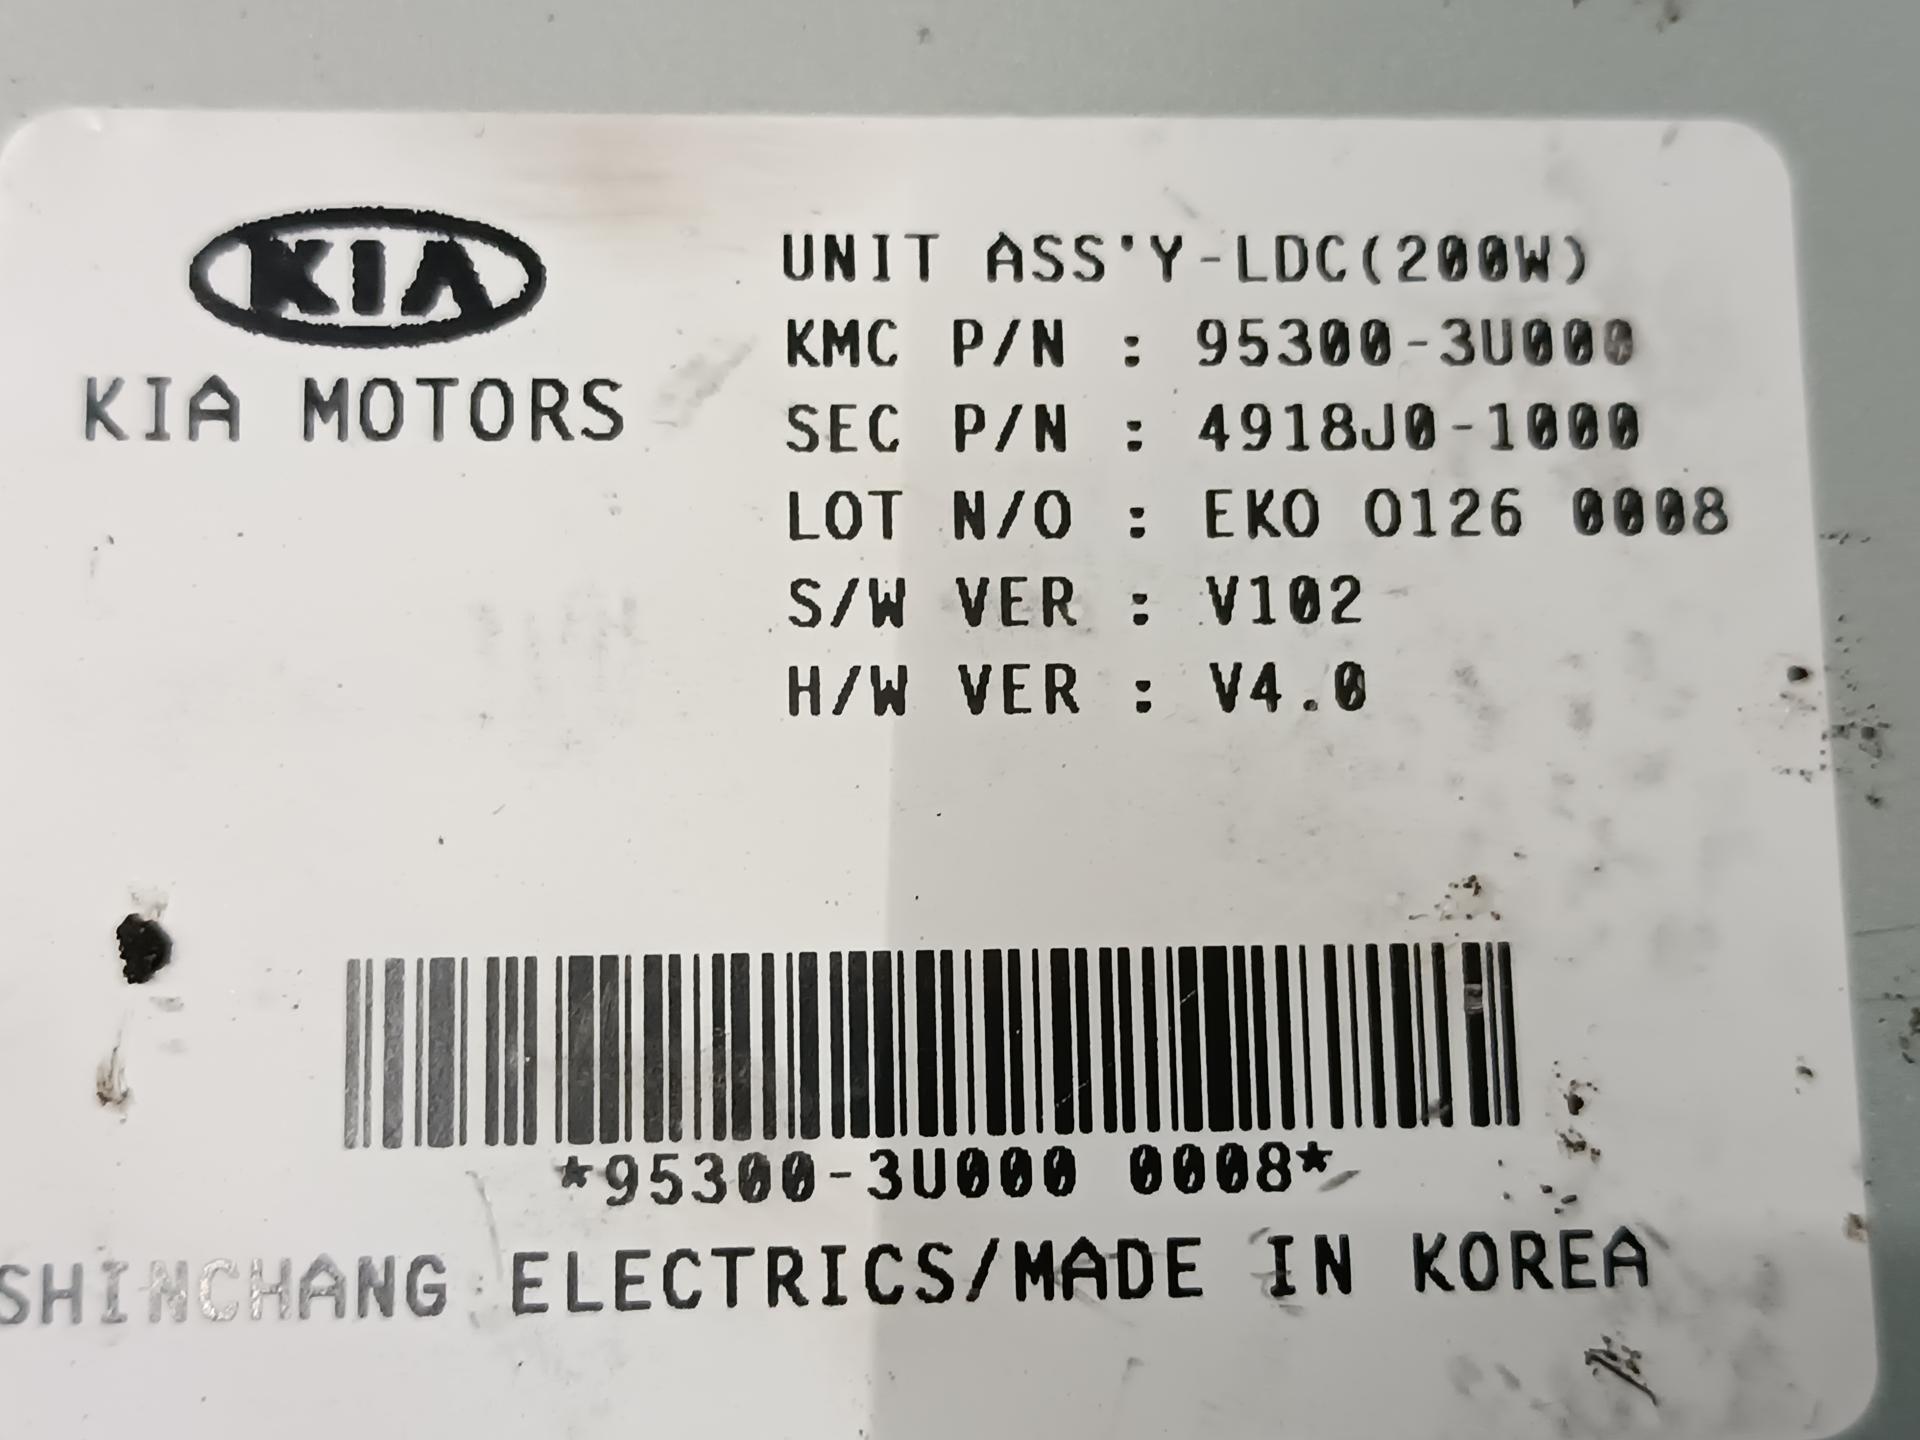 KIA
KIA MOTORS
UNIT ASS'Y-LDC(200W)
KMC P/N : 95300-3U000
SEC P/N : 4918J0-1000
LOT N/O : EKO O126 0008
S/W VER : V102
H/W VER : V4.0
*95300-3U000 0008*
SHINCHANG ELECTRICS/MADE IN KOREA